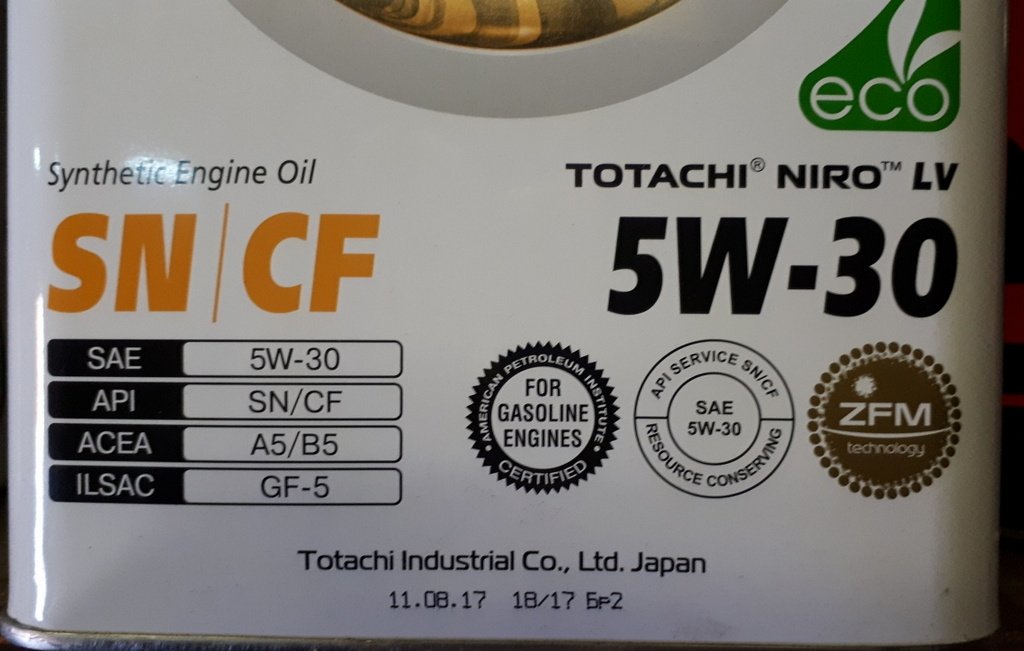 eco
Synthetic Engine Oil
TOTACHI® NIRO™ LV
SN/CF
5W-30
SAE 5W-30
API SN/CF
ACEA A5/B5
ILSAC GF-5
AMERICAN PETROLEUM INSTITUTE
FOR
GASOLINE
ENGINES
CERTIFIED
API SERVICE SN/CF
SAE
5W-30
RESOURCE CONSERVING
ZFM
technology
Totachi Industrial Co., Ltd. Japan
11.08.17 18/17 Бр2